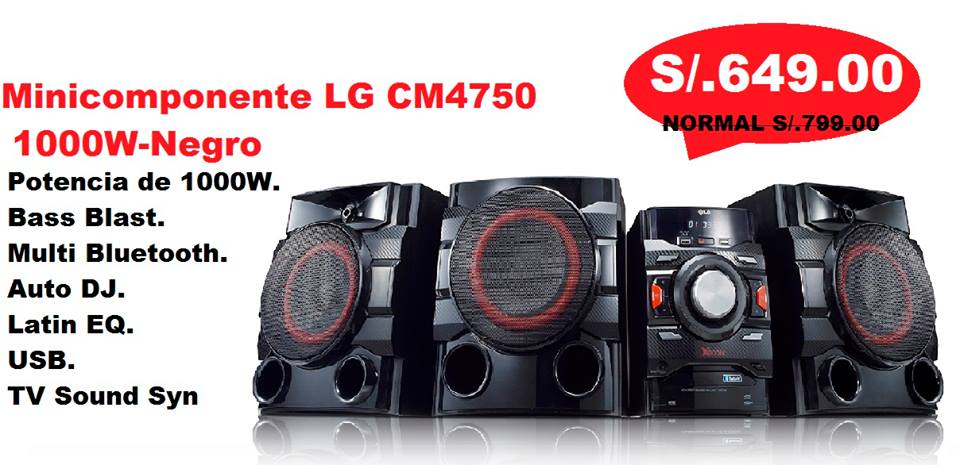 Minicomponente LG CM4750
1000W-Negro
Potencia de 1000W.
Bass Blast.
Multi Bluetooth.
Auto DJ.
Latin EQ.
USB.
TV Sound Syn
S/.649.00
NORMAL S/.799.00
LG